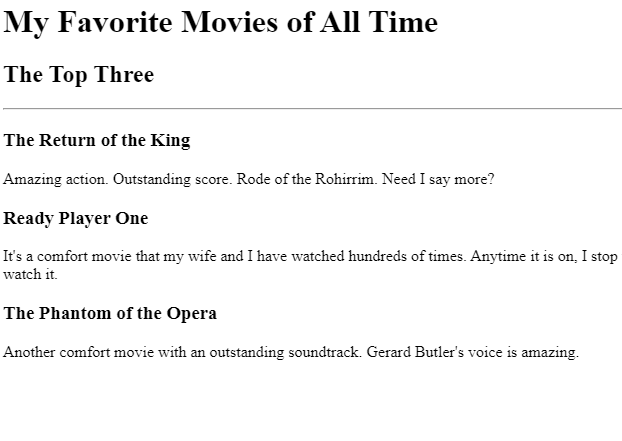 My Favorite Movies of All Time
The Top Three
The Return of the King
Amazing action. Outstanding score. Rode of the Rohirrim. Need I say more?
Ready Player One
It's a comfort movie that my wife and I have watched hundreds of times. Anytime it is on, I stop
watch it.
The Phantom of the Opera
Another comfort movie with an outstanding soundtrack. Gerard Butler's voice is amazing.